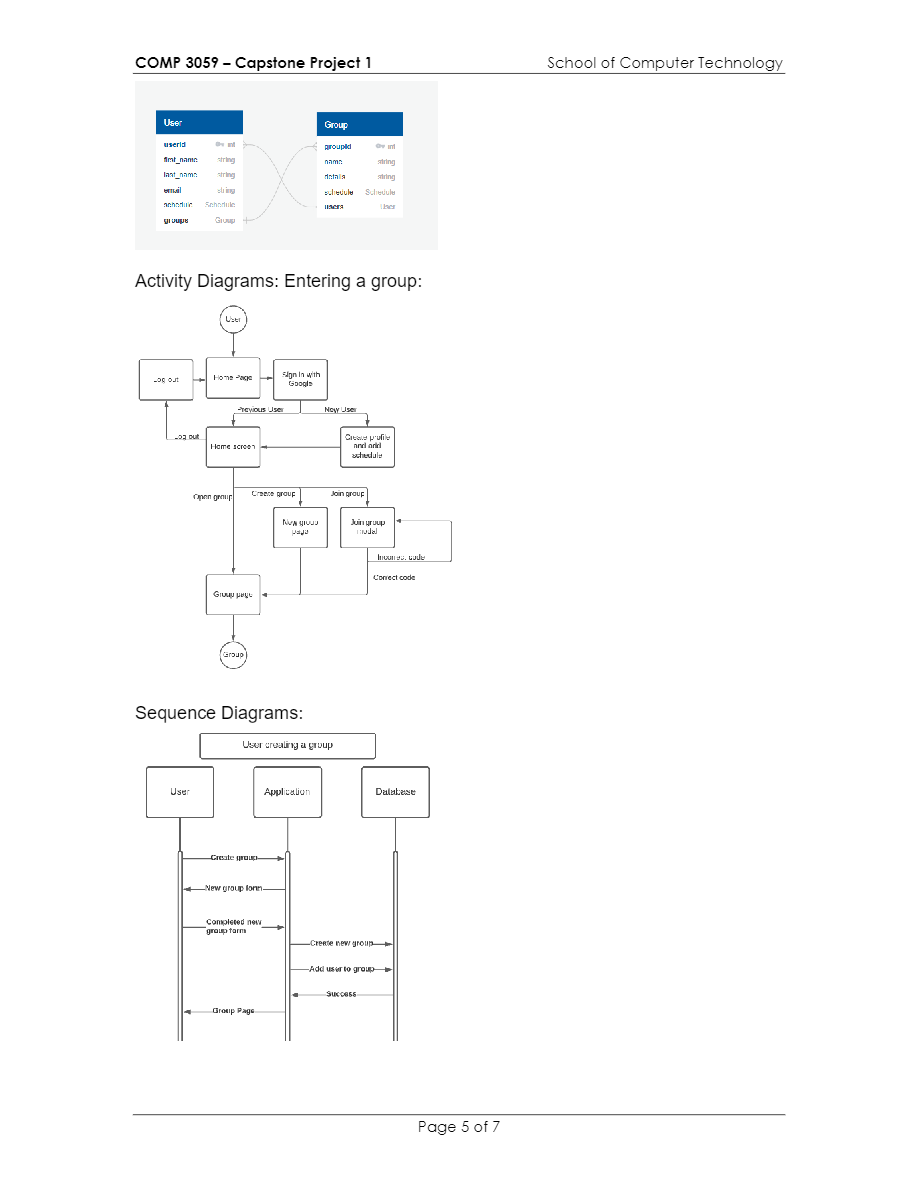 COMP 3059 – Capstone Project 1 School of Computer Technology
User
userId int
first_name string
last_name string
email string
schedule Schedule
groups Group
Group
groupId int
name string
details string
schedule Schedule
users User
Activity Diagrams: Entering a group:
User
Log out
Home Page
Sign in with
Google
Previous User
New User
Log out
Home screen
Create profile
and add
schedule
Open group
Create group
Join group
New group
page
Join group
modal
Incorrect code
Correct code
Group page
Group
Sequence Diagrams:
User creating a group
User
Application
Database
Create group
New group form
Completed new
group form
Create new group
Add user to group
Success
Group Page
Page 5 of 7